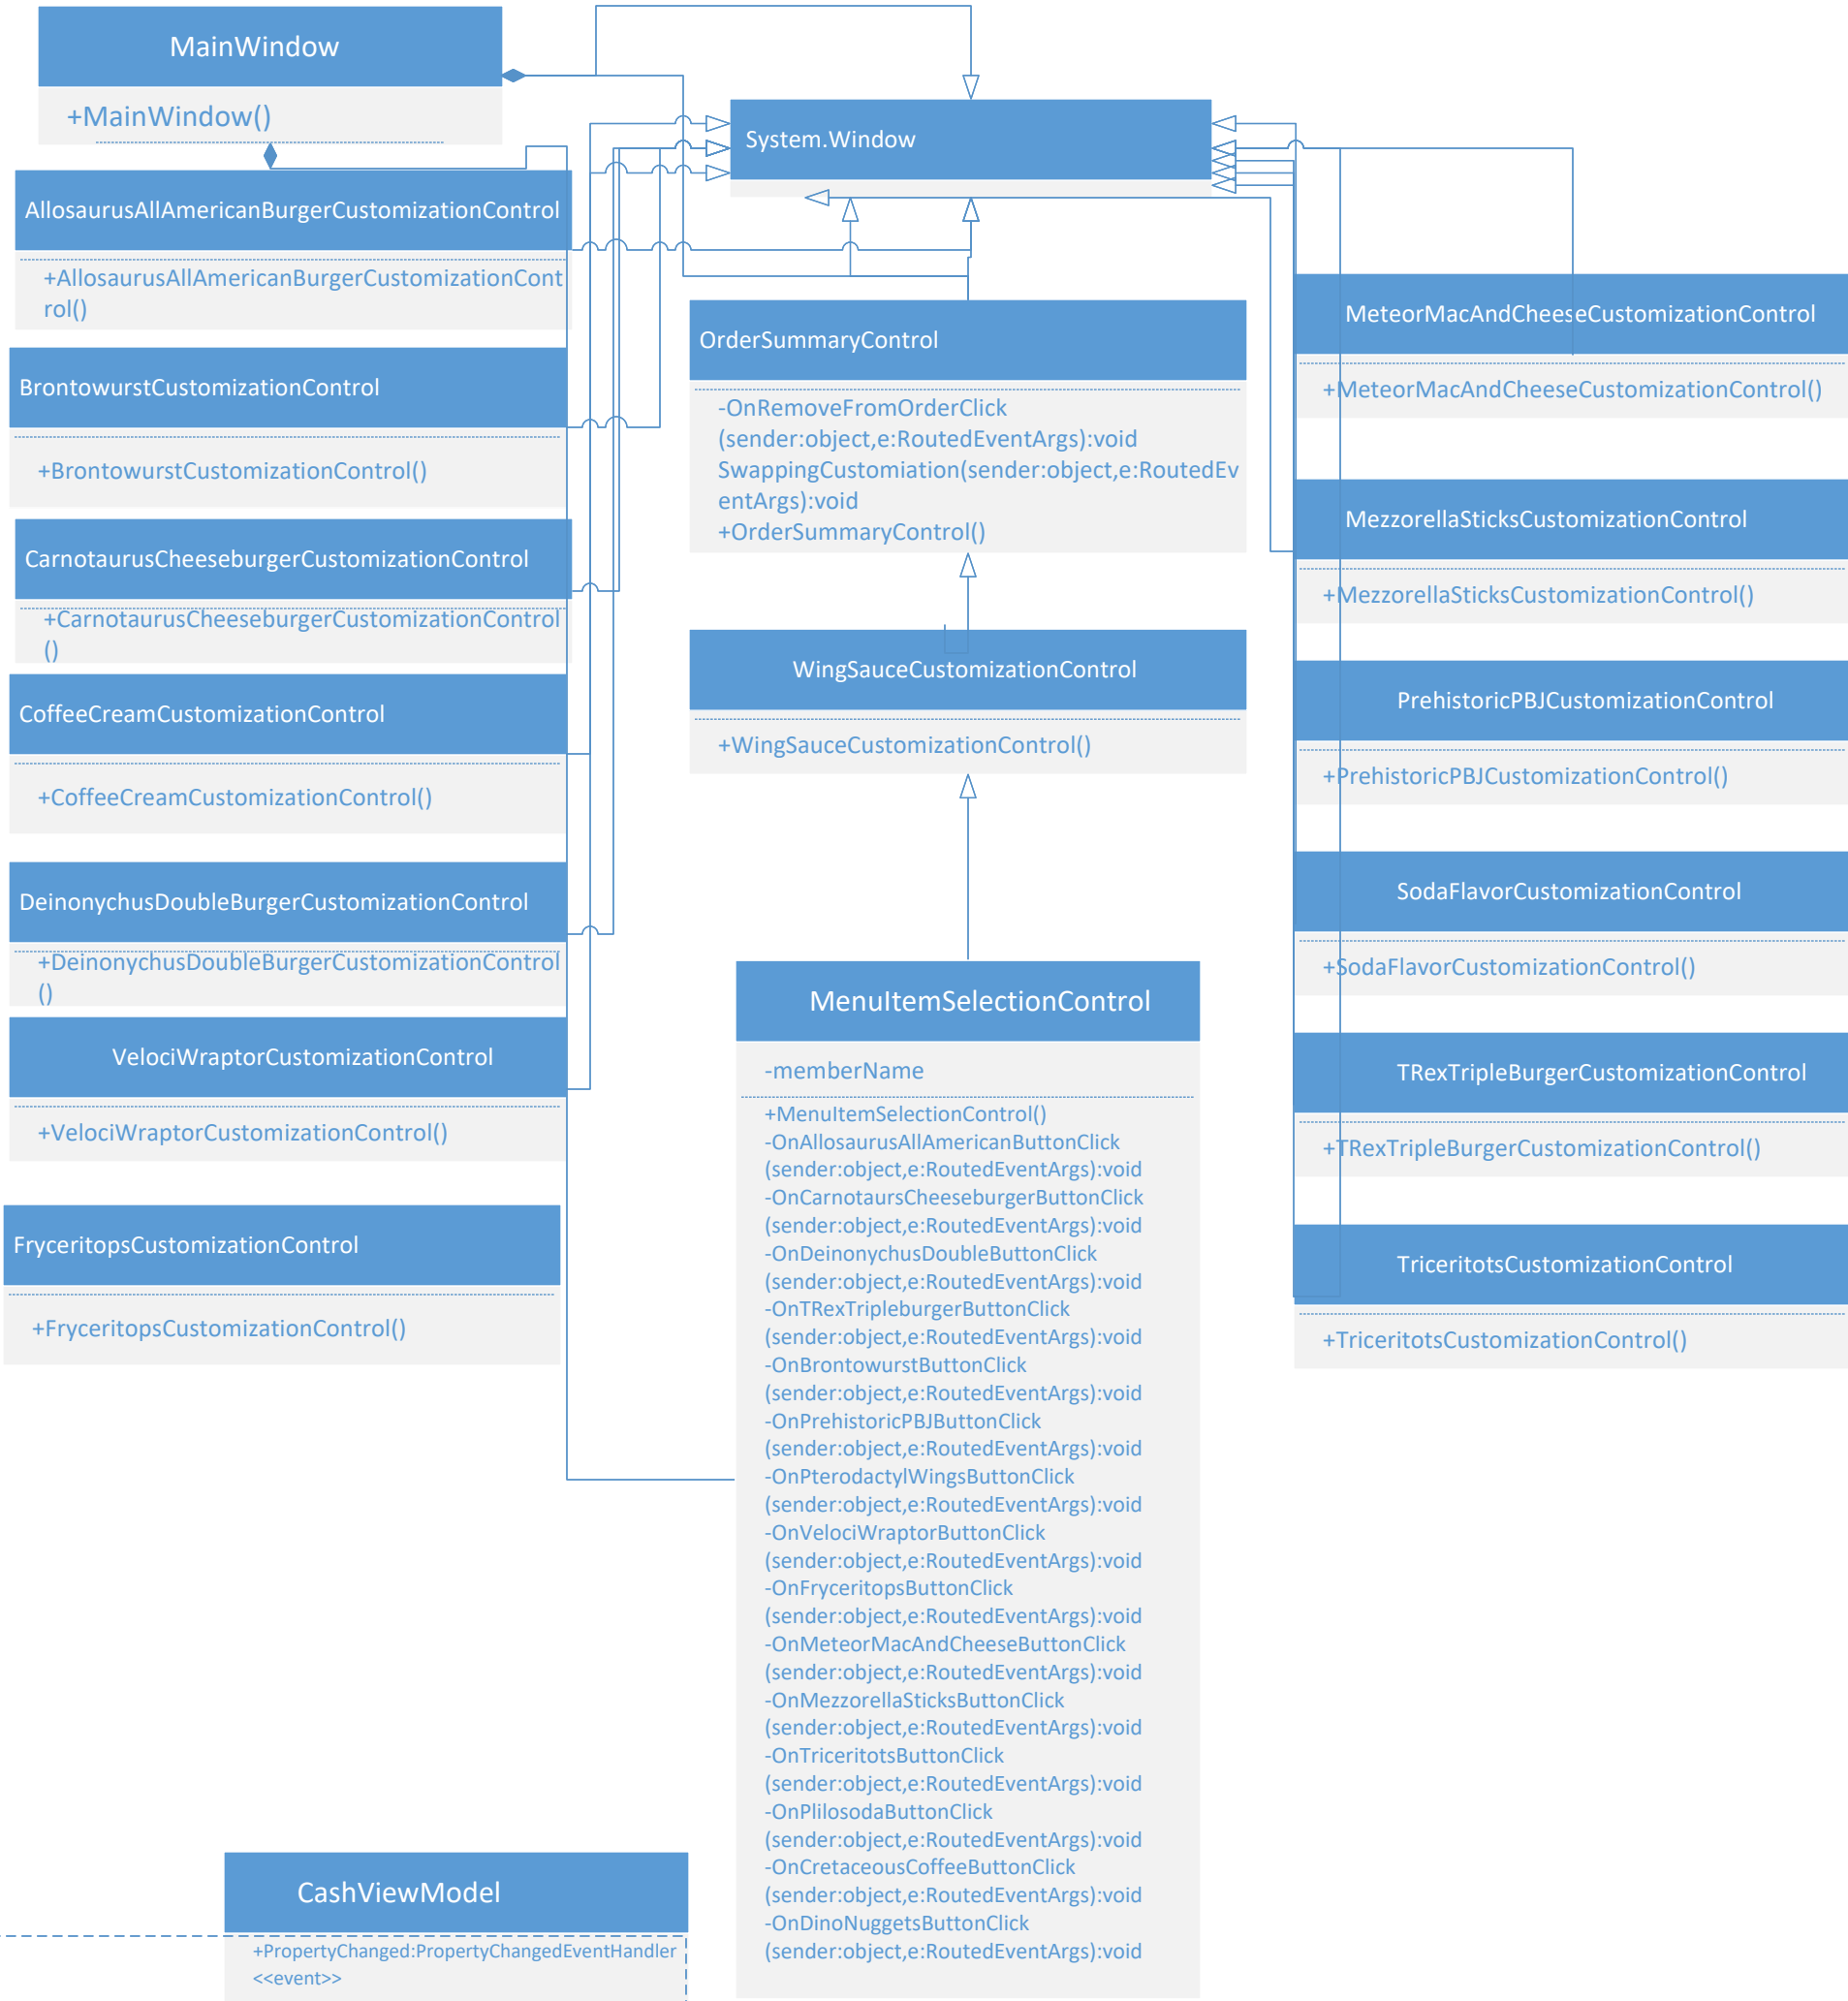 MainWindow
+MainWindow()
System.Window
AllosaurusAllAmericanBurgerCustomizationControl
+AllosaurusAllAmericanBurgerCustomizationCont
rol()
BrontowurstCustomizationControl
+BrontowurstCustomizationControl()
CarnotaurusCheeseburgerCustomizationControl
+CarnotaurusCheeseburgerCustomizationControl
()
CoffeeCreamCustomizationControl
+CoffeeCreamCustomizationControl()
DeinonychusDoubleBurgerCustomizationControl
+DeinonychusDoubleBurgerCustomizationControl
()
VelociWraptorCustomizationControl
+VelociWraptorCustomizationControl()
FryceritopsCustomizationControl
+FryceritopsCustomizationControl()
OrderSummaryControl
-OnRemoveFromOrderClick
(sender:object,e:RoutedEventArgs):void
SwappingCustomiation(sender:object,e:RoutedEv
entArgs):void
+OrderSummaryControl()
WingSauceCustomizationControl
+WingSauceCustomizationControl()
MenuItemSelectionControl
-memberName
+MenuItemSelectionControl()
-OnAllosaurusAllAmericanButtonClick
(sender:object,e:RoutedEventArgs):void
-OnCarnotaursCheeseburgerButtonClick
(sender:object,e:RoutedEventArgs):void
-OnDeinonychusDoubleButtonClick
(sender:object,e:RoutedEventArgs):void
-OnTRexTripleburgerButtonClick
(sender:object,e:RoutedEventArgs):void
-OnBrontowurstButtonClick
(sender:object,e:RoutedEventArgs):void
-OnPrehistoricPBJButtonClick
(sender:object,e:RoutedEventArgs):void
-OnPterodactylWingsButtonClick
(sender:object,e:RoutedEventArgs):void
-OnVelociWraptorButtonClick
(sender:object,e:RoutedEventArgs):void
-OnFryceritopsButtonClick
(sender:object,e:RoutedEventArgs):void
-OnMeteorMacAndCheeseButtonClick
(sender:object,e:RoutedEventArgs):void
-OnMezzorellaSticksButtonClick
(sender:object,e:RoutedEventArgs):void
-OnTriceritotsButtonClick
(sender:object,e:RoutedEventArgs):void
-OnPlilosodaButtonClick
(sender:object,e:RoutedEventArgs):void
-OnCretaceousCoffeeButtonClick
(sender:object,e:RoutedEventArgs):void
-OnDinoNuggetsButtonClick
(sender:object,e:RoutedEventArgs):void
MeteorMacAndCheeseCustomizationControl
+MeteorMacAndCheeseCustomizationControl()
MezzorellaSticksCustomizationControl
+MezzorellaSticksCustomizationControl()
PrehistoricPBJCustomizationControl
+PrehistoricPBJCustomizationControl()
SodaFlavorCustomizationControl
+SodaFlavorCustomizationControl()
TRexTripleBurgerCustomizationControl
+TRexTripleBurgerCustomizationControl()
TriceritotsCustomizationControl
+TriceritotsCustomizationControl()
CashViewModel
+PropertyChanged:PropertyChangedEventHandler
<<event>>